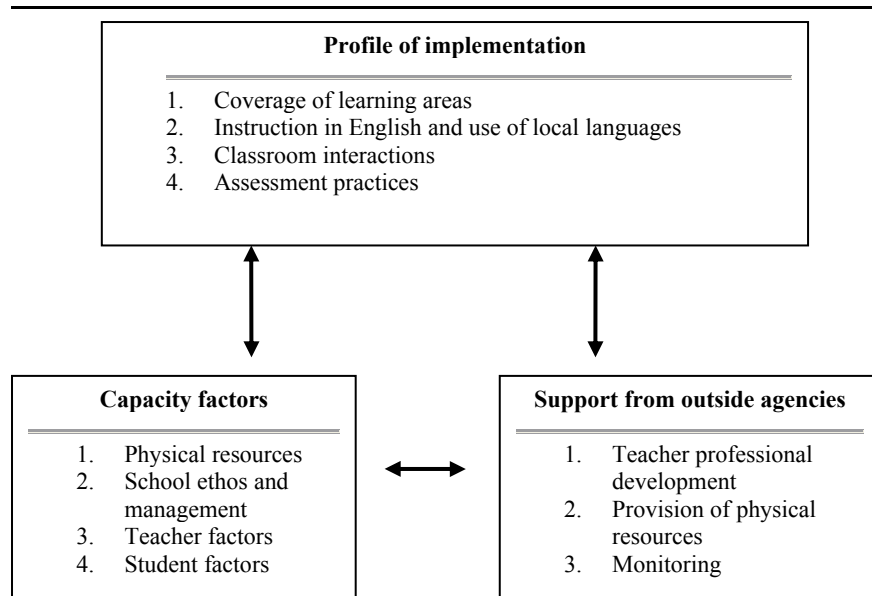 Profile of implementation
1. Coverage of learning areas
2. Instruction in English and use of local languages
3. Classroom interactions
4. Assessment practices
Capacity factors
1. Physical resources
2. School ethos and
management
3. Teacher factors
4. Student factors
Support from outside agencies
1. Teacher professional
development
2. Provision of physical
resources
3. Monitoring